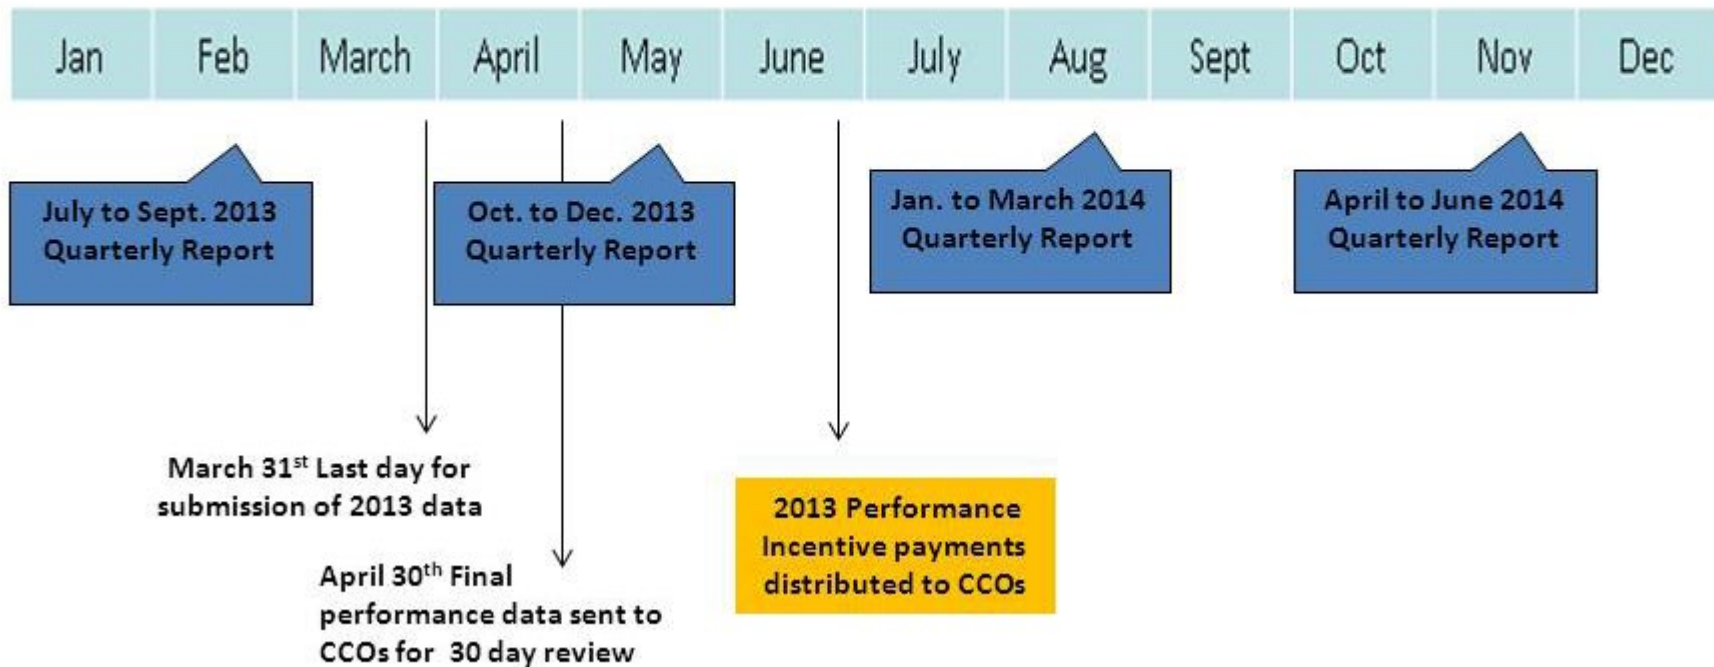 Jan Feb March April May June July Aug Sept Oct Nov Dec
July to Sept. 2013
Quarterly Report
Oct. to Dec. 2013
Quarterly Report
Jan. to March 2014
Quarterly Report
April to June 2014
Quarterly Report
March 31st Last day for
submission of 2013 data
April 30th Final
performance data sent to
CCOs for 30 day review
2013 Performance
Incentive payments
distributed to CCOs